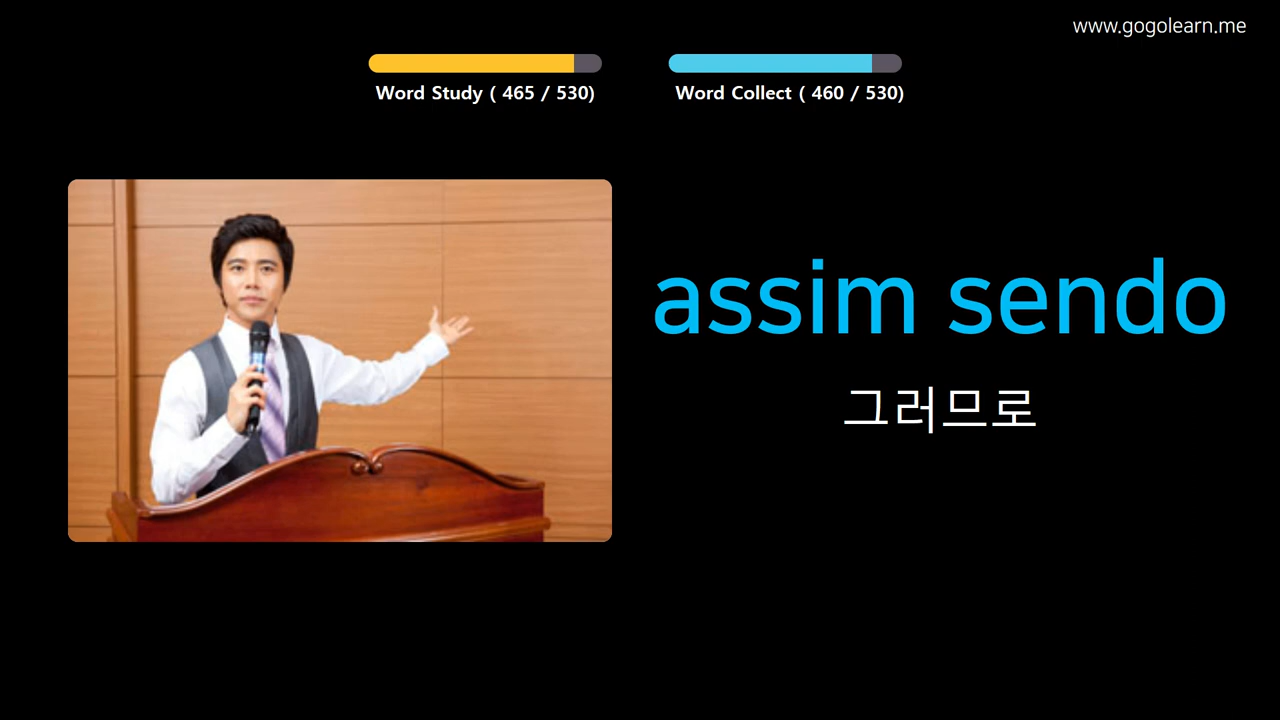 www.gogolearn.me
Word Study ( 465 / 530)
Word Collect ( 460 / 530)
assim sendo
그러므로